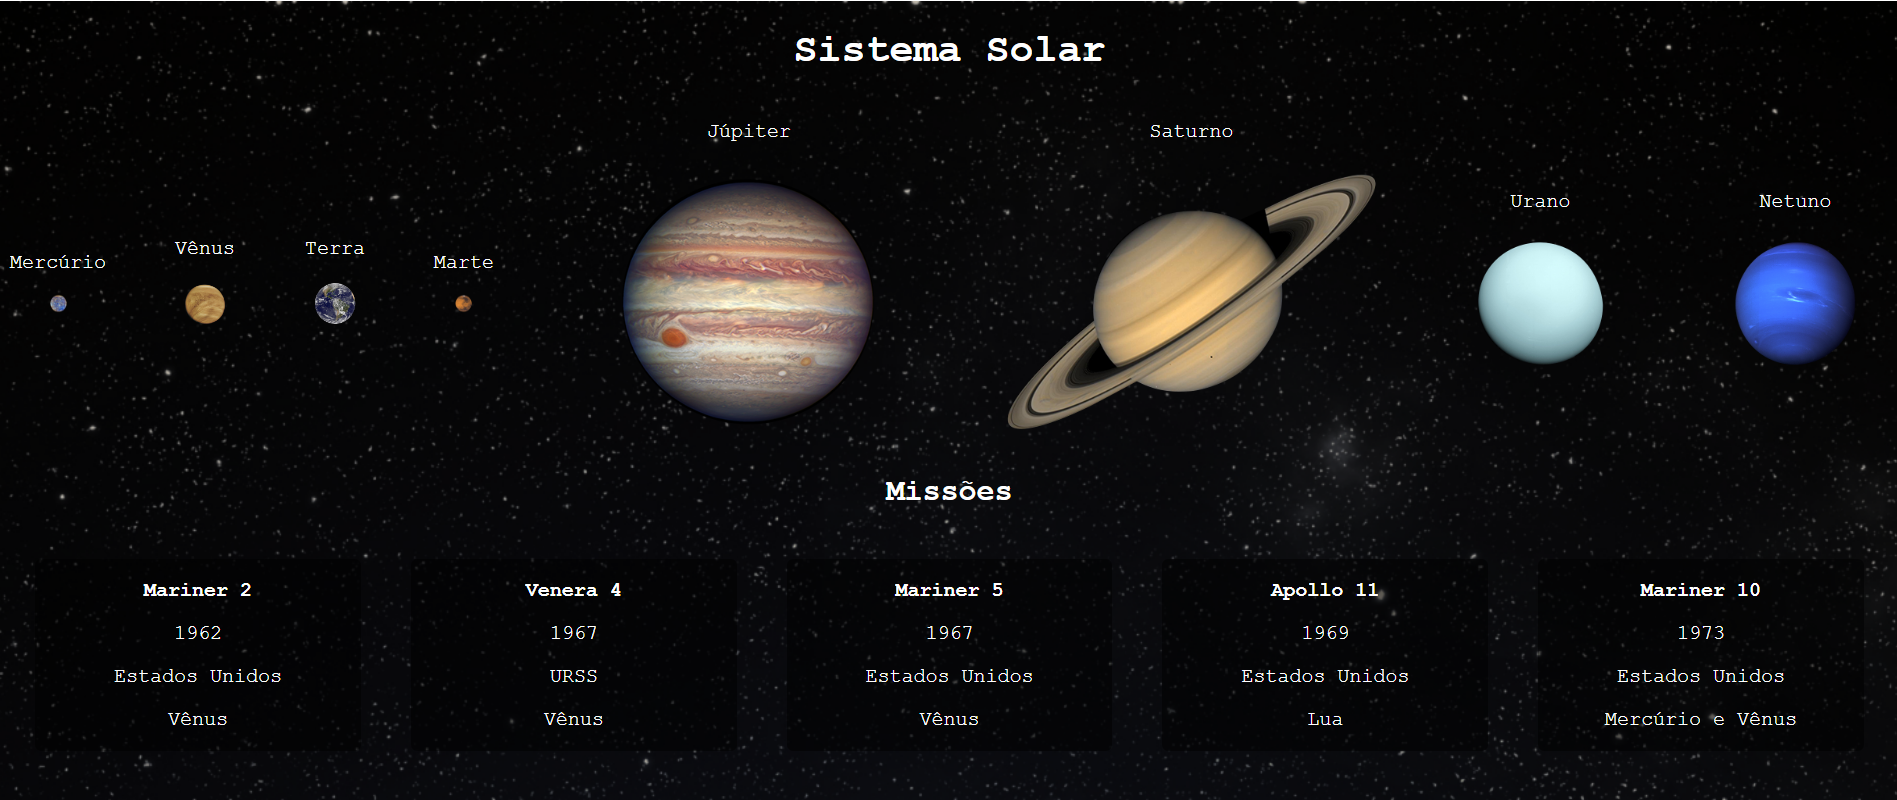 Sistema Solar
Mercúrio
Vênus
Terra
Marte
Júpiter
Saturno
Urano
Netuno
Missões
Mariner 2
1962
Estados Unidos
Vênus
Venera 4
1967
URSS
Vênus
Mariner 5
1967
Estados Unidos
Vênus
Apollo 11
1969
Estados Unidos
Lua
Mariner 10
1973
Estados Unidos
Mercúrio e Vênus